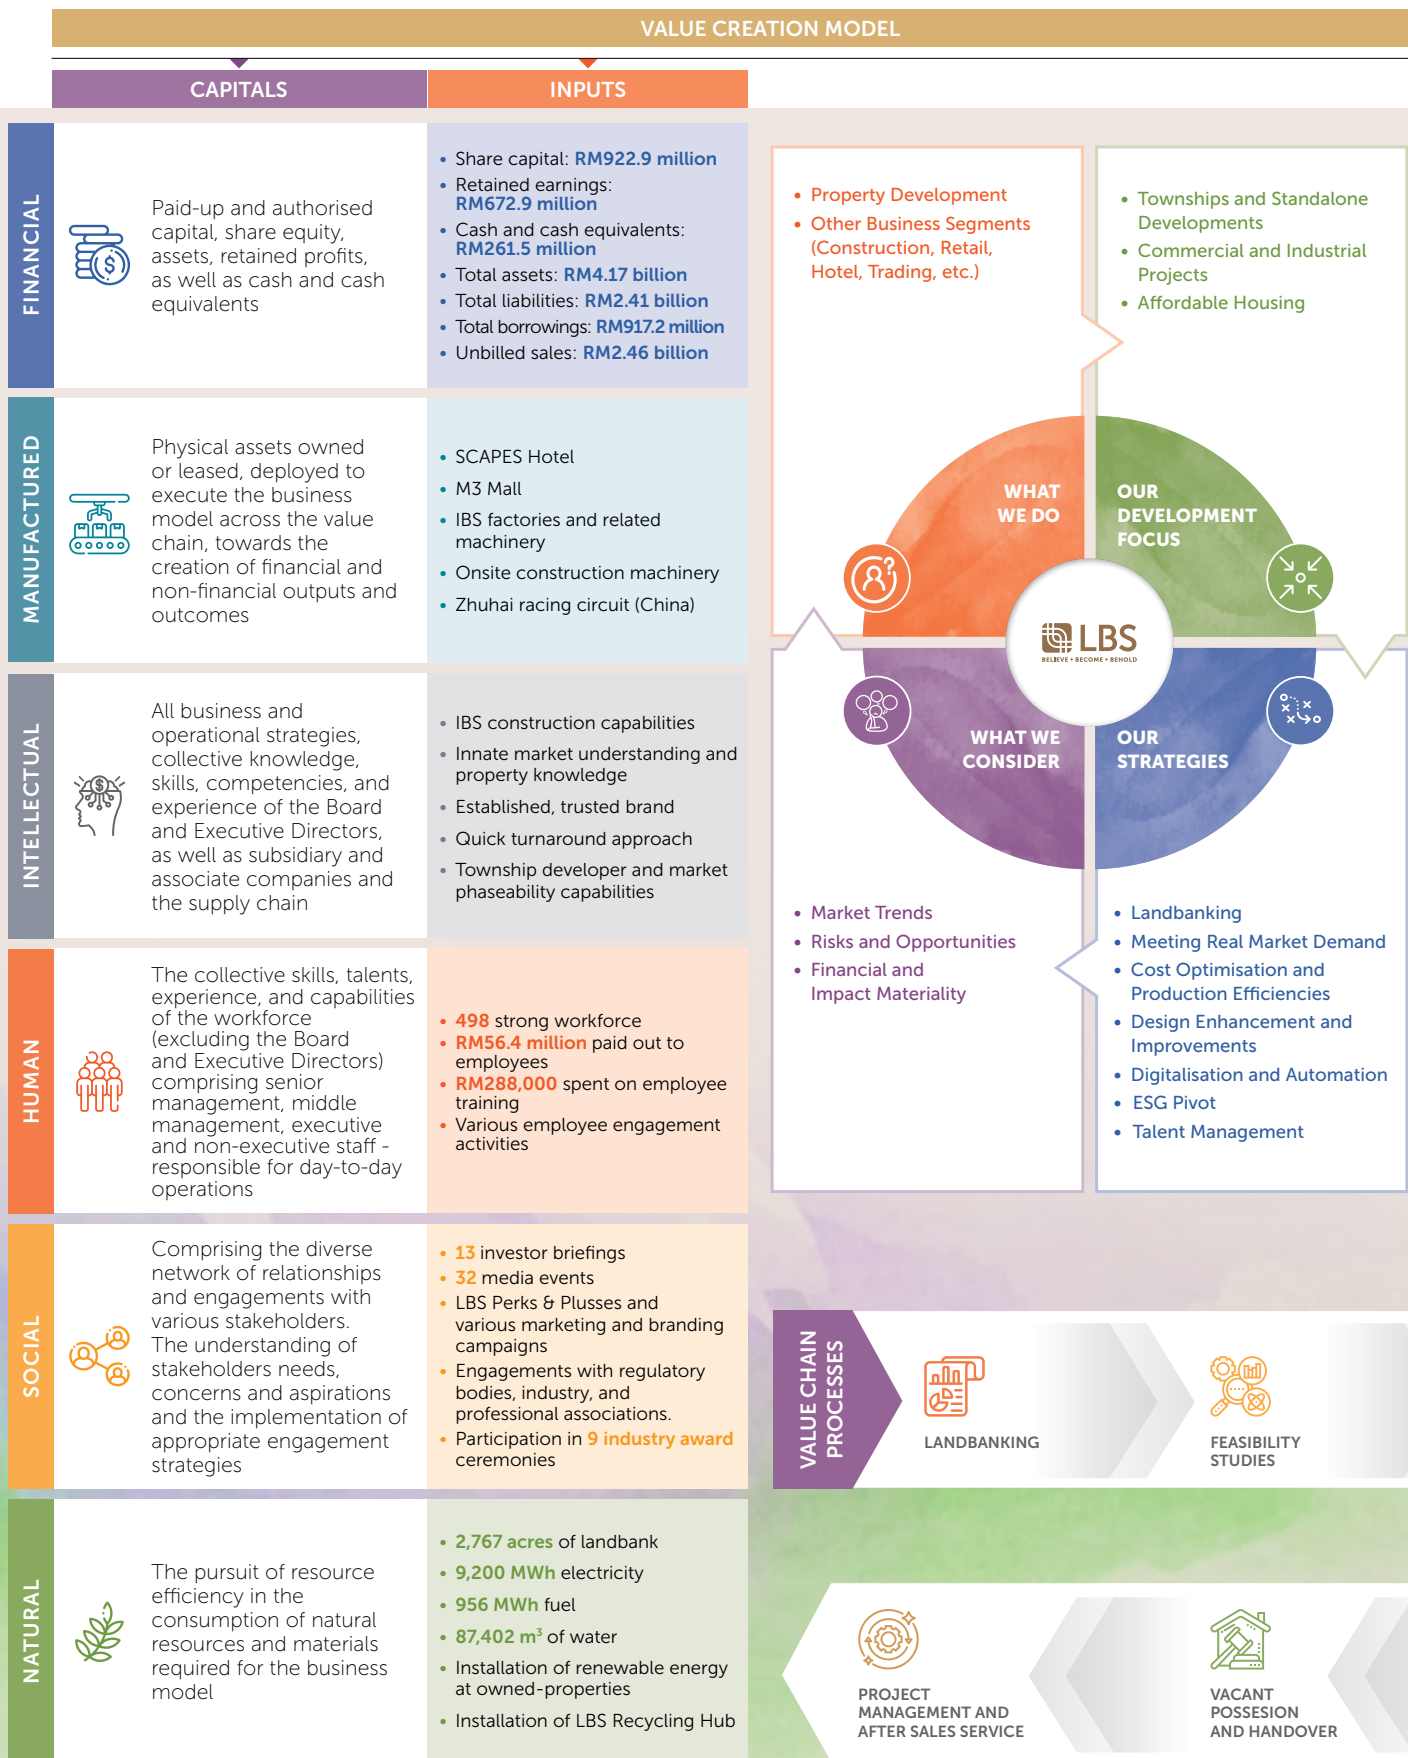 VALUE CREATION MODEL
CAPITALS
INPUTS
FINANCIAL
Paid-up and authorised
capital, share equity,
assets, retained profits,
as well as cash and cash
equivalents
• Share capital: RM922.9 million
• Retained earnings:
RM672.9 million
• Cash and cash equivalents:
RM261.5 million
• Total assets: RM4.17 billion
• Total liabilities: RM2.41 billion
• Total borrowings: RM917.2 million
• Unbilled sales: RM2.46 billion
MANUFACTURED
Physical assets owned
or leased, deployed to
execute the business
model across the value
chain, towards the
creation of financial and
non-financial outputs and
outcomes
• SCAPES Hotel
• M3 Mall
• IBS factories and related
machinery
• Onsite construction machinery
• Zhuhai racing circuit (China)
INTELLECTUAL
All business and
operational strategies,
collective knowledge,
skills, competencies, and
experience of the Board
and Executive Directors,
as well as subsidiary and
associate companies and
the supply chain
• IBS construction capabilities
• Innate market understanding and
property knowledge
• Established, trusted brand
• Quick turnaround approach
• Township developer and market
phaseability capabilities
HUMAN
The collective skills, talents,
experience, and capabilities
of the workforce
(excluding the Board
and Executive Directors)
comprising senior
management, middle
management, executive
and non-executive staff -
responsible for day-to-day
operations
• 498 strong workforce
• RM56.4 million paid out to
employees
• RM288,000 spent on employee
training
• Various employee engagement
activities
SOCIAL
Comprising the diverse
network of relationships
and engagements with
various stakeholders.
The understanding of
stakeholders needs,
concerns and aspirations
and the implementation of
appropriate engagement
strategies
• 13 investor briefings
• 32 media events
• LBS Perks & Plusses and
various marketing and branding
campaigns
• Engagements with regulatory
bodies, industry, and
professional associations.
• Participation in 9 industry award
ceremonies
NATURAL
The pursuit of resource
efficiency in the
consumption of natural
resources and materials
required for the business
model
• 2,767 acres of landbank
• 9,200 MWh electricity
• 956 MWh fuel
• 87,402 m³ of water
• Installation of renewable energy
at owned-properties
• Installation of LBS Recycling Hub
• Property Development
• Other Business Segments
(Construction, Retail,
Hotel, Trading, etc.)
• Townships and Standalone
Developments
• Commercial and Industrial
Projects
• Affordable Housing
WHAT
WE DO
OUR
DEVELOPMENT
FOCUS
LBS
BELIEVE • BECOME • BEHOLD
WHAT WE
CONSIDER
OUR
STRATEGIES
• Market Trends
• Risks and Opportunities
• Financial and
Impact Materiality
• Landbanking
• Meeting Real Market Demand
• Cost Optimisation and
Production Efficiencies
• Design Enhancement and
Improvements
• Digitalisation and Automation
• ESG Pivot
• Talent Management
VALUE CHAIN
PROCESSES
LANDBANKING
FEASIBILITY
STUDIES
PROJECT
MANAGEMENT AND
AFTER SALES SERVICE
VACANT
POSSESION
AND HANDOVER